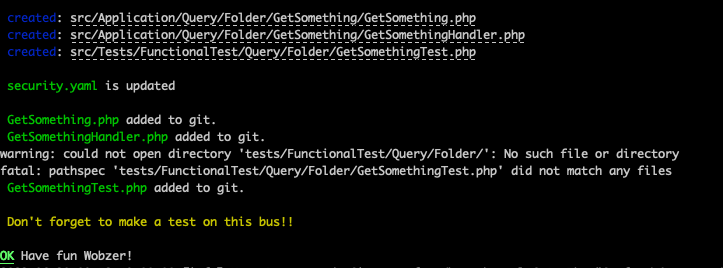 created: src/Application/Query/Folder/GetSomething/GetSomething.php
created: src/Application/Query/Folder/GetSomething/GetSomethingHandler.php
created: src/Tests/FunctionalTest/Query/Folder/GetSomethingTest.php
security.yaml is updated
GetSomething.php added to git.
GetSomethingHandler.php added to git.
warning: could not open directory 'tests/FunctionalTest/Query/Folder/': No such file or directory
fatal: pathspec 'tests/FunctionalTest/Query/Folder/GetSomethingTest.php' did not match any files
GetSomethingTest.php added to git.
Don't forget to make a test on this bus!!
OK Have fun Wobzer!